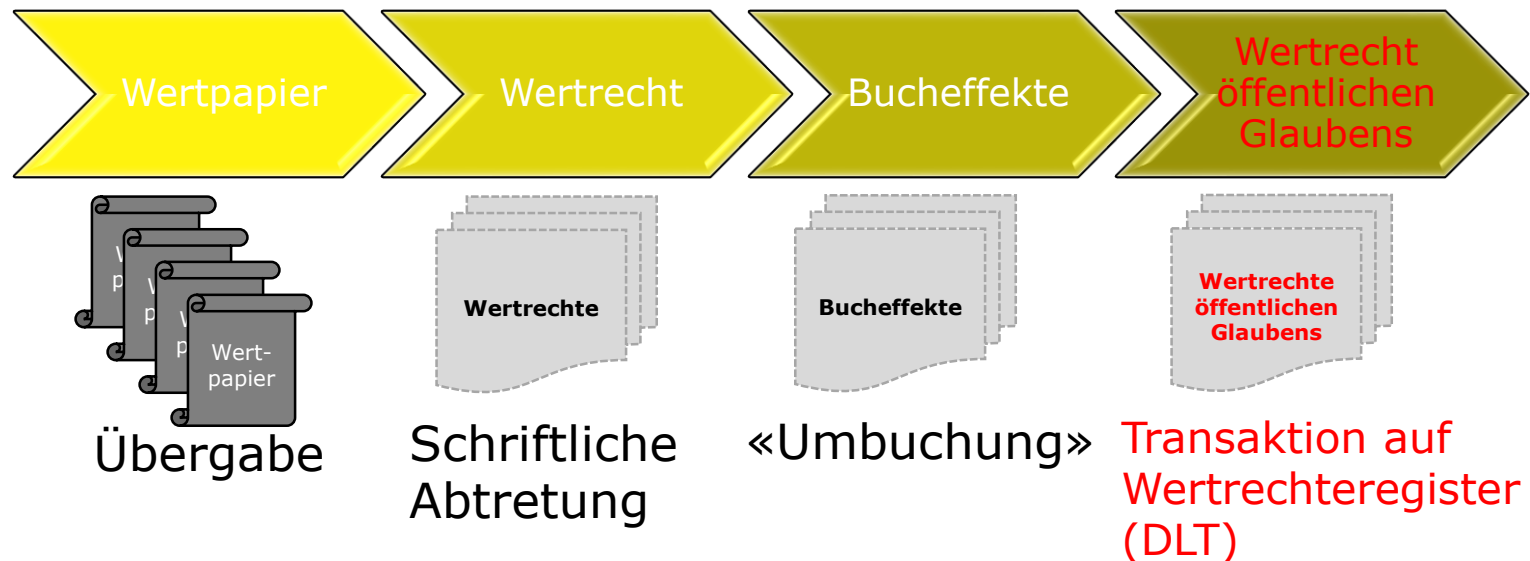 Wertpapier
Wertrecht
Bucheffekte
Wertrecht
öffentlichen
Glaubens
Wert-
papier
Wertrechte
Bucheffekte
Wertrechte
öffentlichen
Glaubens
Übergabe
Schriftliche
Abtretung
«Umbuchung»
Transaktion auf
Wertrechteregister
(DLT)